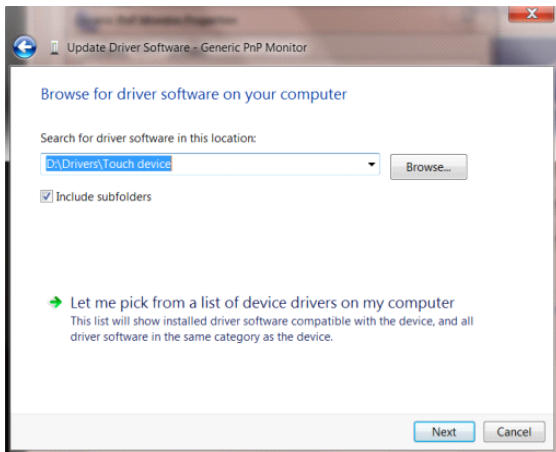 Update Driver Software - Generic PnP Monitor
Browse for driver software on your computer
Search for driver software in this location:
D:\Drivers\Touch device
Browse...
Include subfolders
Let me pick from a list of device drivers on my computer
This list will show installed driver software compatible with the device, and all
driver software in the same category as the device.
Next
Cancel